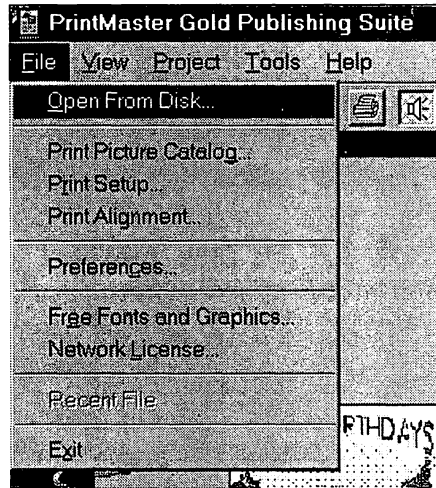 PrintMaster Gold Publishing Suite
File View Project Tools Help
Open From Disk...
Print Picture Catalog...
Print Setup...
Print Alignment...
Preferences...
Free Fonts and Graphics...
Network License...
Recent File
Exit
RTHDAYS